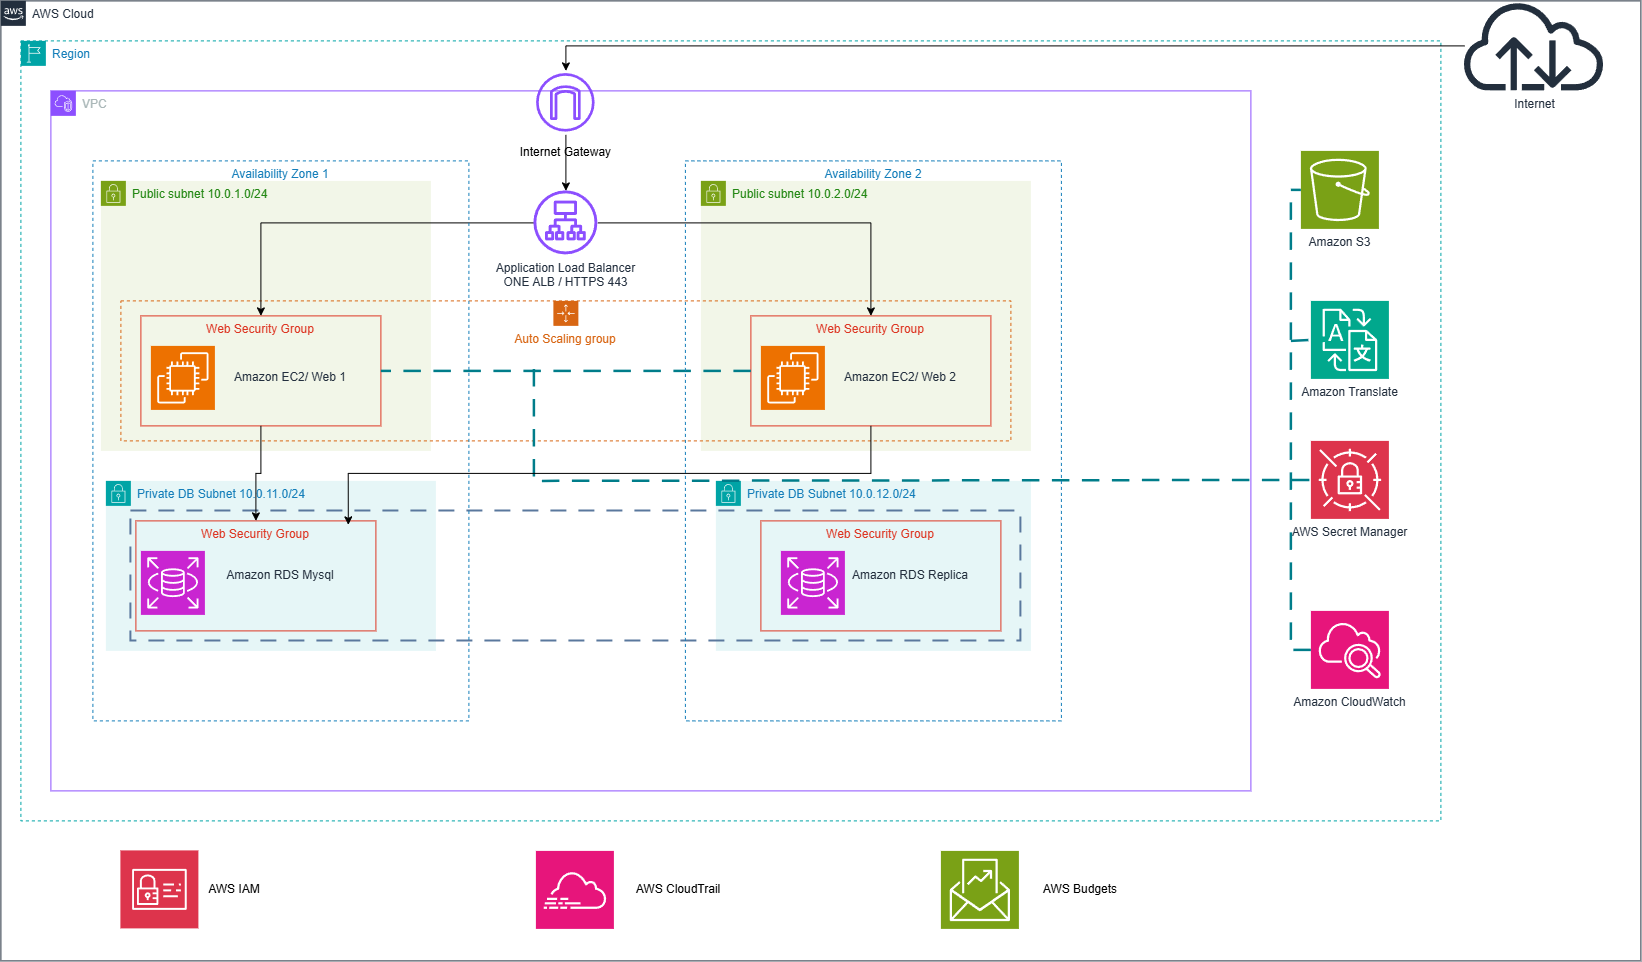 aws
AWS Cloud
Region
Internet
VPC
Internet Gateway
Availability Zone 1
Availability Zone 2
Public subnet 10.0.1.0/24
Public subnet 10.0.2.0/24
Amazon S3
Application Load Balancer
ONE ALB / HTTPS 443
Auto Scaling group
Web Security Group
Amazon EC2/ Web 1
Web Security Group
Amazon EC2/ Web 2
A
文
Amazon Translate
Private DB Subnet 10.0.11.0/24
Private DB Subnet 10.0.12.0/24
AWS Secret Manager
Web Security Group
Amazon RDS Mysql
Web Security Group
Amazon RDS Replica
Amazon CloudWatch
AWS IAM
AWS CloudTrail
AWS Budgets